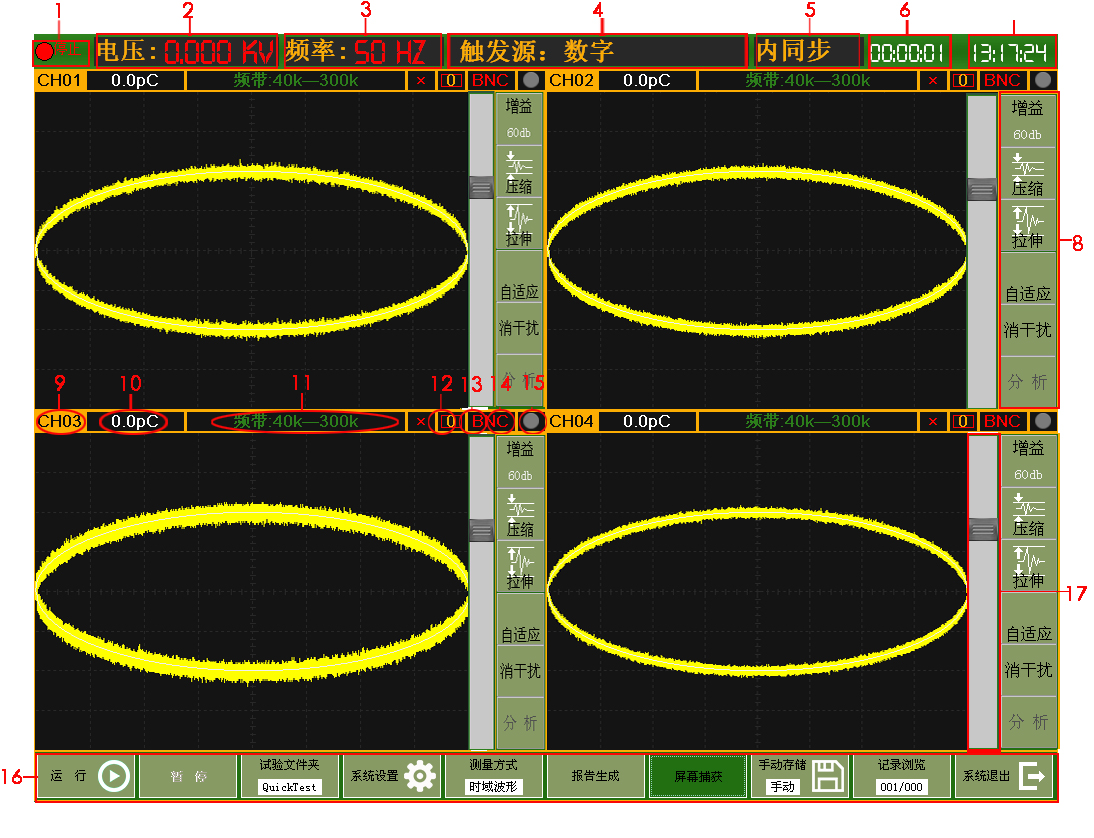 1 2 3 4 5 6
电压: 0.000 KV 频率: 50 HZ 触发源: 数字 内同步 00:00:01 13:17:24
CH01 0.0pC 频带:40k—300k × 0 BNC
CH02 0.0pC 频带:40k—300k × 0 BNC
增益
60db
压缩
拉伸
自适应
消干扰
分 析
增益
60db
压缩
拉伸
自适应
消干扰
分 析
8
9 10 11 12 13 14 15
CH03 0.0pC 频带:40k—300k × 0 BNC
CH04 0.0pC 频带:40k—300k × 0 BNC
增益
60db
压缩
拉伸
自适应
消干扰
分 析
增益
60db
压缩
拉伸
自适应
消干扰
分 析
17
16
运 行
暂 停
试验文件夹
QuickTest
系统设置
测量方式
时域波形
报告生成
屏幕捕获
手动存储
手动
记录浏览
001/000
系统退出